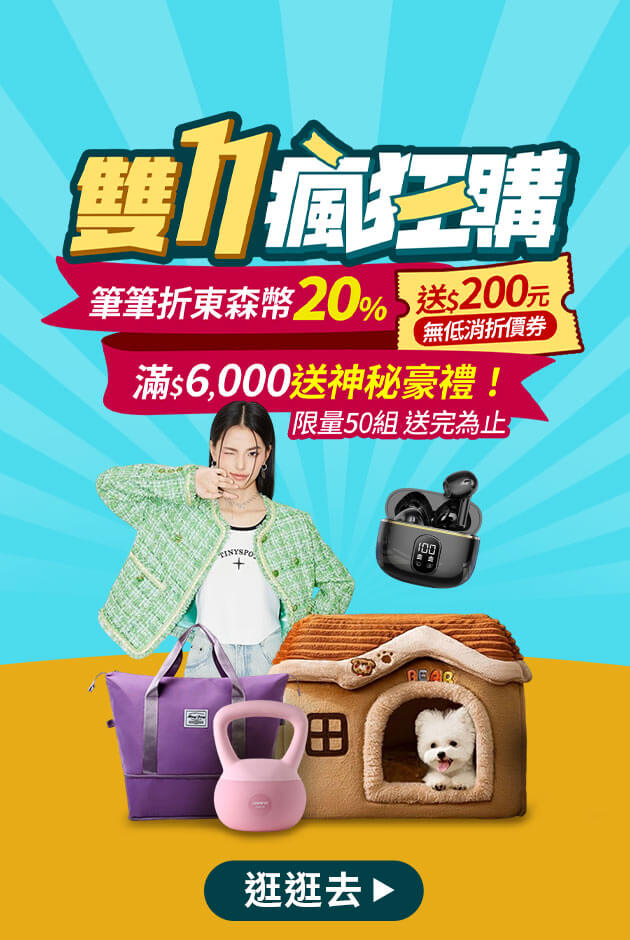 雙11瘋狂購
筆筆折東森幣20%
送$200元
無低消折價券
滿$6,000送神秘豪禮！
限量50組 送完為止
TINYSPO
100
逛逛去